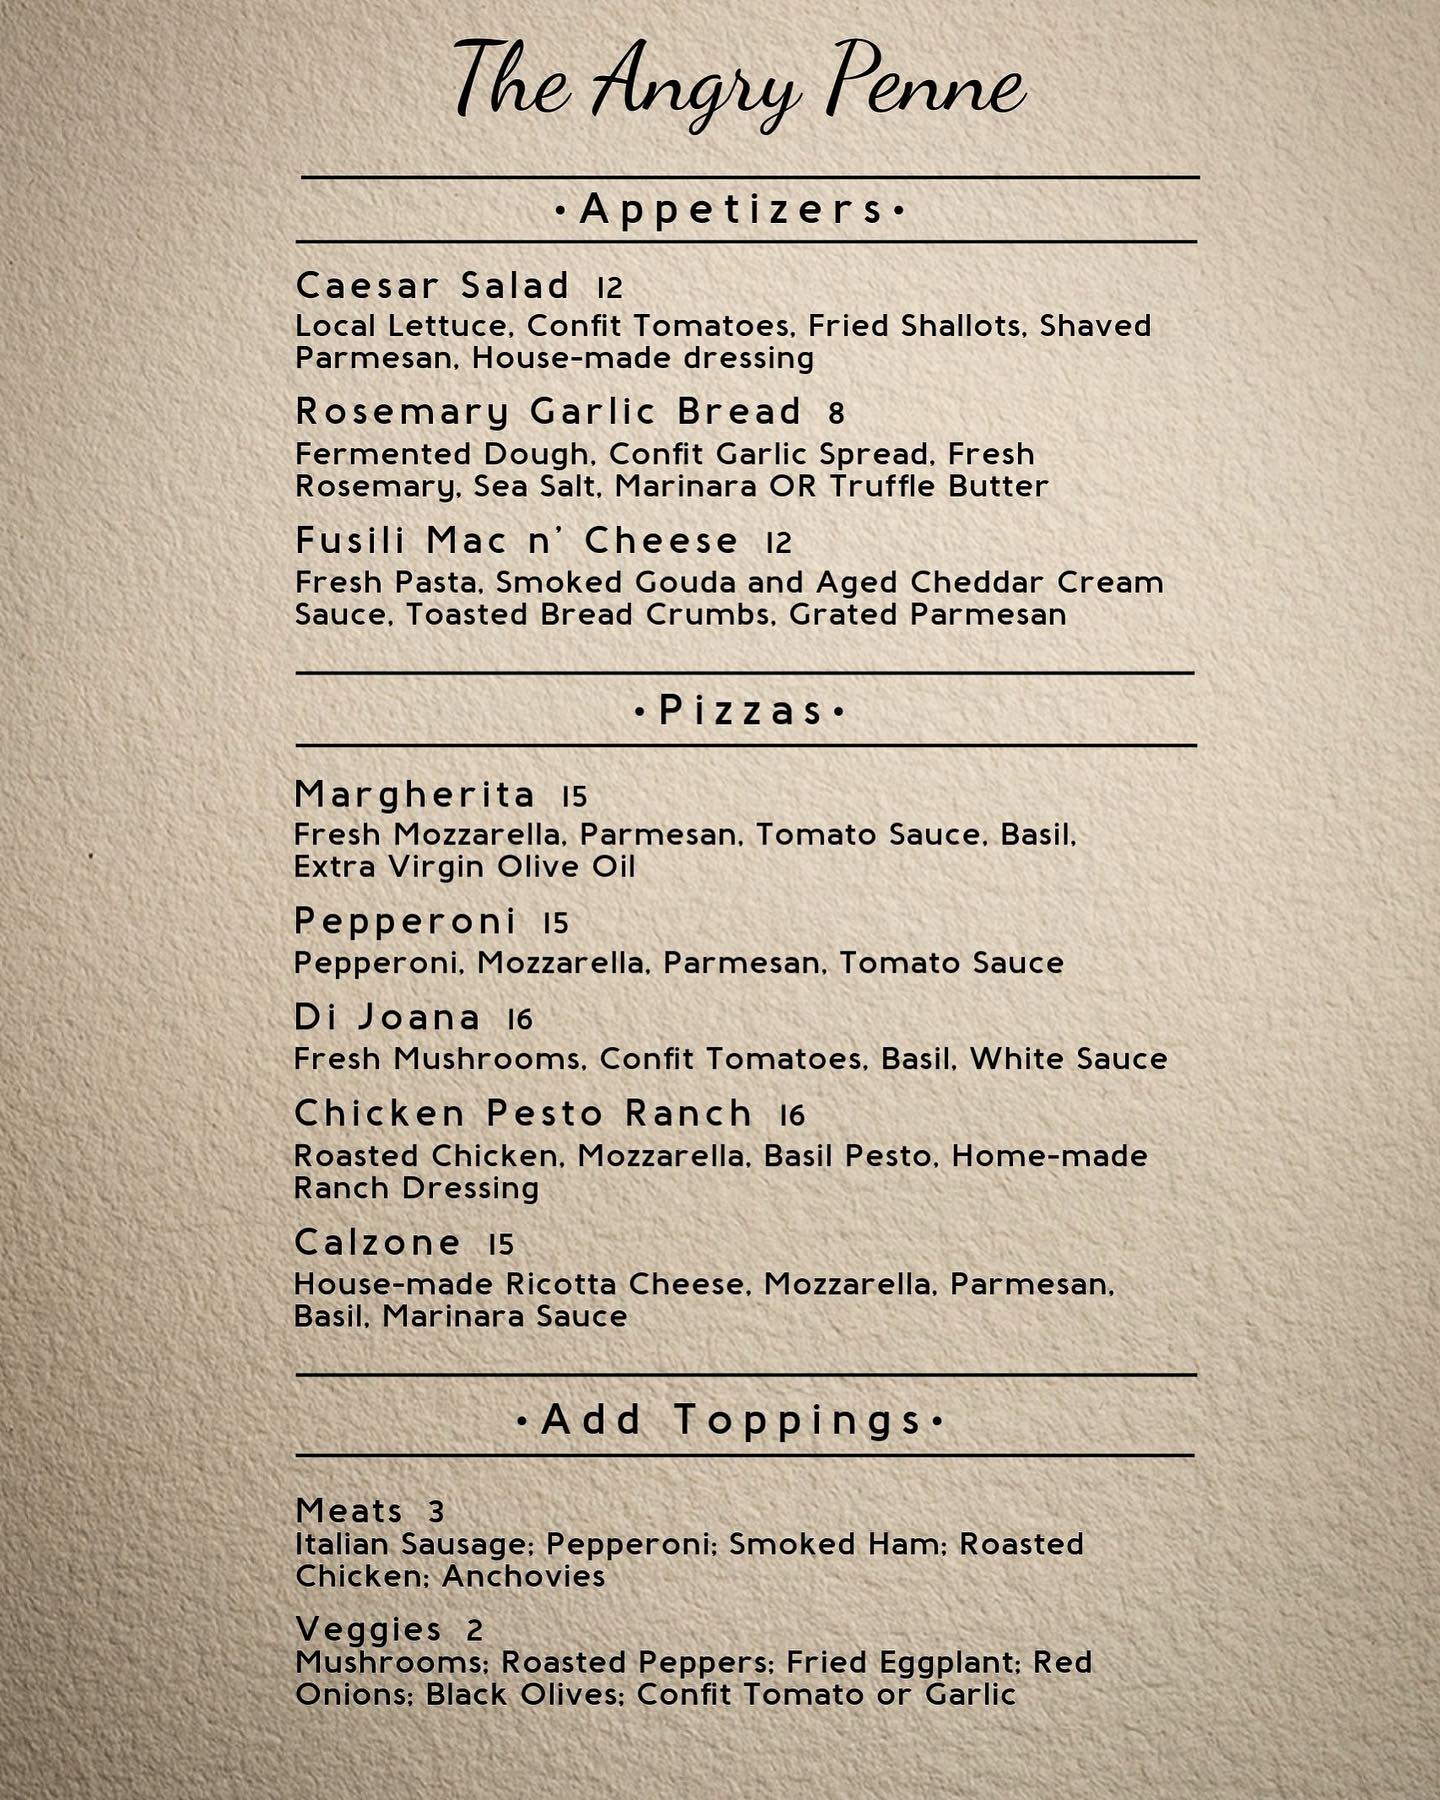 The Angry Penne
•Appetizers•
Caesar Salad 12
Local Lettuce, Confit Tomatoes, Fried Shallots, Shaved
Parmesan, House-made dressing
Rosemary Garlic Bread 8
Fermented Dough, Confit Garlic Spread, Fresh
Rosemary, Sea Salt, Marinara OR Truffle Butter
Fusili Mac n' Cheese 12
Fresh Pasta, Smoked Gouda and Aged Cheddar Cream
Sauce, Toasted Bread Crumbs, Grated Parmesan
•Pizzas•
Margherita 15
Fresh Mozzarella, Parmesan, Tomato Sauce, Basil,
Extra Virgin Olive Oil
Pepperoni 15
Pepperoni, Mozzarella, Parmesan, Tomato Sauce
Di Joana 16
Fresh Mushrooms, Confit Tomatoes, Basil, White Sauce
Chicken Pesto Ranch 16
Roasted Chicken, Mozzarella, Basil Pesto, Home-made
Ranch Dressing
Calzone 15
House-made Ricotta Cheese, Mozzarella, Parmesan,
Basil, Marinara Sauce
•Add Toppings•
Meats 3
Italian Sausage; Pepperoni; Smoked Ham; Roasted
Chicken; Anchovies
Veggies 2
Mushrooms; Roasted Peppers; Fried Eggplant; Red
Onions; Black Olives; Confit Tomato or Garlic